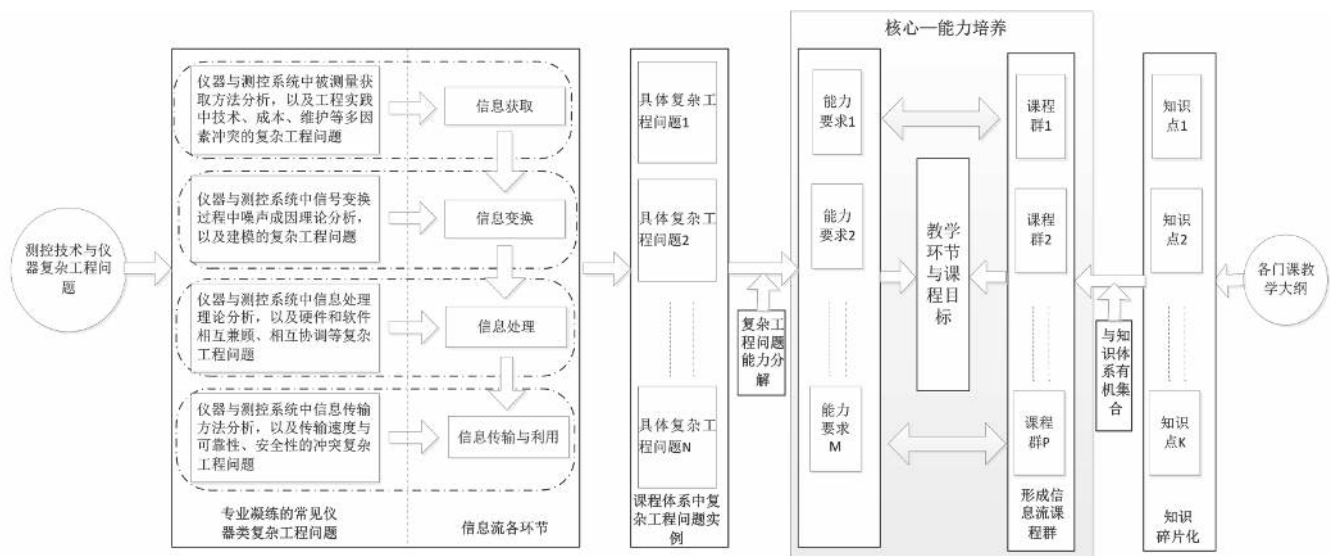 核心—能力培养
测控技术与仪
器复杂工程问
题
仪器与测控系统中被测量获
取方法分析，以及工程实践
中技术、成本、维护等多因
素冲突的复杂工程问题
信息获取
仪器与测控系统中信号变换
过程中噪声成因理论分析，
以及建模的复杂工程问题
信息变换
仪器与测控系统中信息处理
理论分析，以及硬件和软件
相互兼顾、相互协调等复杂
工程问题
信息处理
仪器与测控系统中信息传输
方法分析，以及传输速度与
可靠性、安全性的冲突复杂
工程问题
信息传输与利用
专业凝练的常见仪
器类复杂工程问题
信息流各环节
具体复杂工
程问题1
具体复杂工
程问题2
具体复杂工
程问题N
课程体系中复
杂工程问题实
例
复杂工
程问题
能力分
解
能力
要求1
能力
要求2
能力
要求
M
教学
环节
与课
程目
标
课程
群1
课程
群2
课程
群P
形成信
息流课
程群
与知
识体
系有
机集
合
知识
点1
知识
点2
知识
点K
知识
碎片化
各门课教
学大纲